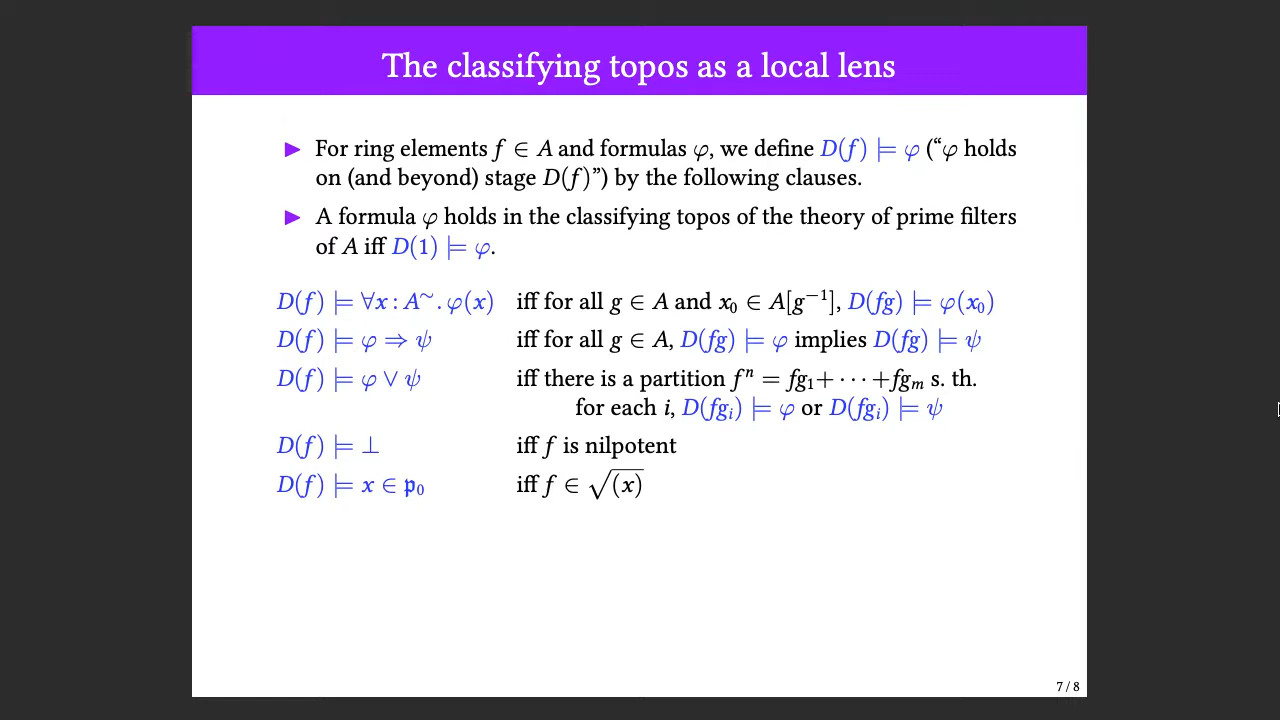 The classifying topos as a local lens
▶ For ring elements f ∈ A and formulas φ, we define D(f) ⊨ φ (“φ holds
on (and beyond) stage D(f)”) by the following clauses.
▶ A formula φ holds in the classifying topos of the theory of prime filters
of A iff D(1) ⊨ φ.
D(f) ⊨ ∀x : A~. φ(x) iff for all g ∈ A and x₀ ∈ A[g⁻¹], D(fg) ⊨ φ(x₀)
D(f) ⊨ φ ⇒ ψ iff for all g ∈ A, D(fg) ⊨ φ implies D(fg) ⊨ ψ
D(f) ⊨ φ ∨ ψ iff there is a partition fⁿ = fg₁+···+fgₘ s. th.
for each i, D(fgᵢ) ⊨ φ or D(fgᵢ) ⊨ ψ
D(f) ⊨ ⊥ iff f is nilpotent
D(f) ⊨ x ∈ 𝔭₀ iff f ∈ √(x)
7 / 8